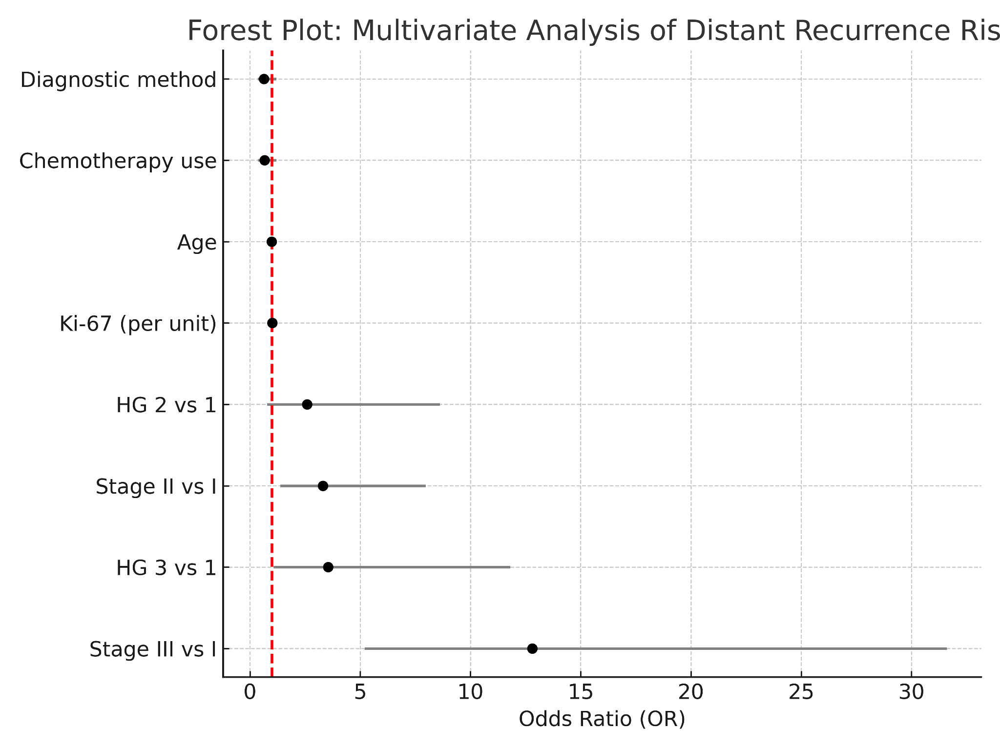 Forest Plot: Multivariate Analysis of Distant Recurrence Ris
Diagnostic method
Chemotherapy use
Age
Ki-67 (per unit)
HG 2 vs 1
Stage II vs I
HG 3 vs 1
Stage III vs I
0 5 10 15 20 25 30
Odds Ratio (OR)